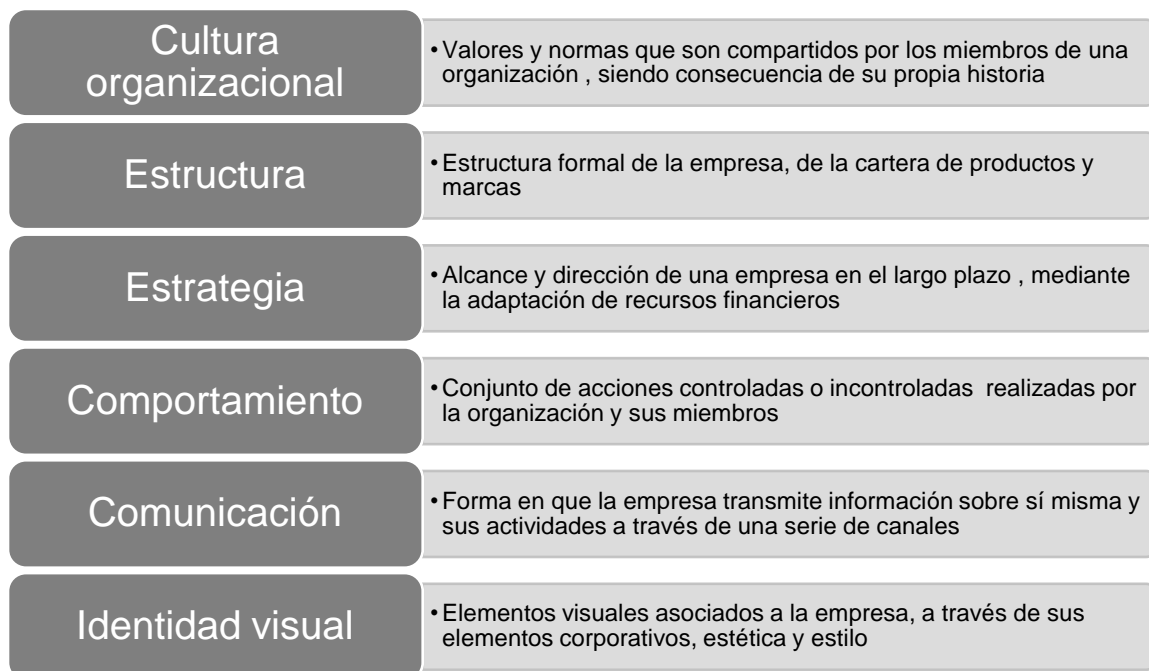 Cultura
organizacional
• Valores y normas que son compartidos por los miembros de una
organización , siendo consecuencia de su propia historia
Estructura
• Estructura formal de la empresa, de la cartera de productos y
marcas
Estrategia
• Alcance y dirección de una empresa en el largo plazo , mediante
la adaptación de recursos financieros
Comportamiento
• Conjunto de acciones controladas o incontroladas  realizadas por
la organización y sus miembros
Comunicación
• Forma en que la empresa transmite información sobre sí misma y
sus actividades a través de una serie de canales
Identidad visual
• Elementos visuales asociados a la empresa, a través de sus
elementos corporativos, estética y estilo